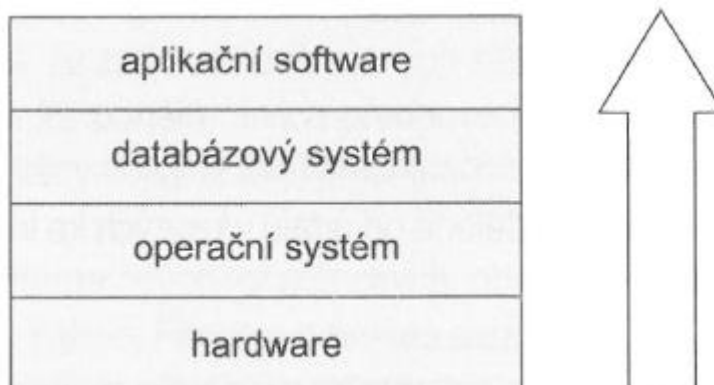 aplikační software
databázový systém
operační systém
hardware